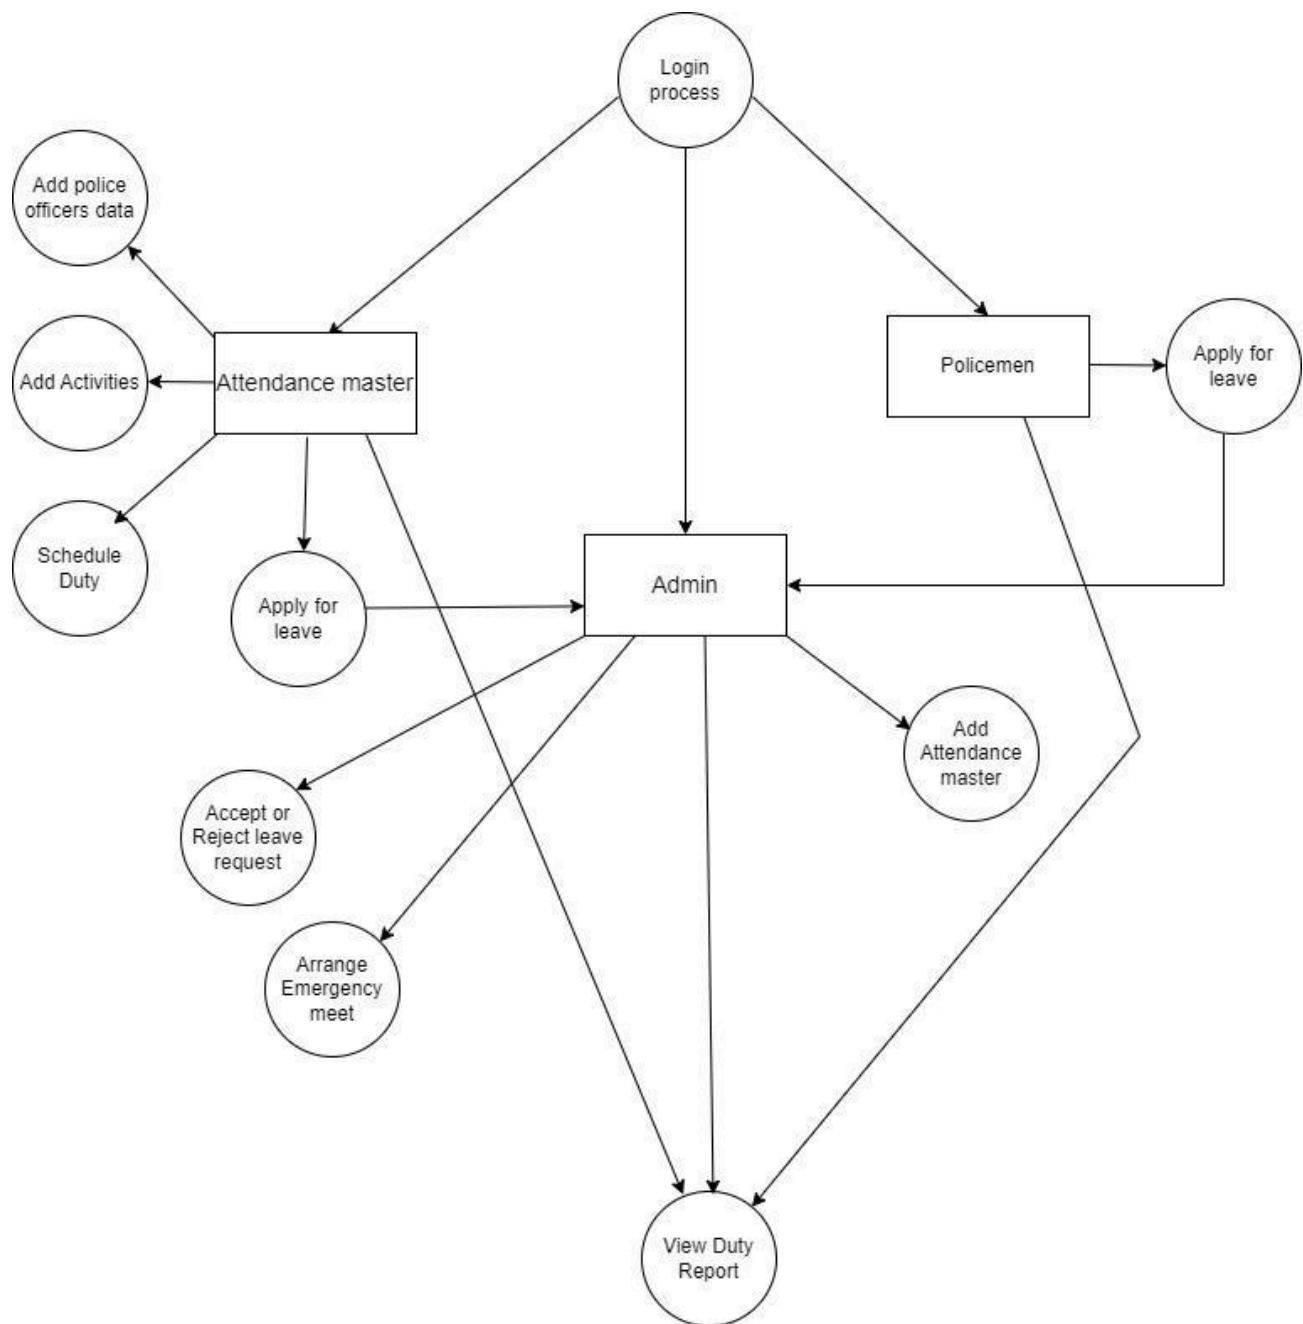 Login
process
Add police
officers data
Add Activities
Attendance master
Policemen
Apply for
leave
Schedule
Duty
Apply for
leave
Admin
Add
Attendance
master
Accept or
Reject leave
request
Arrange
Emergency
meet
View Duty
Report